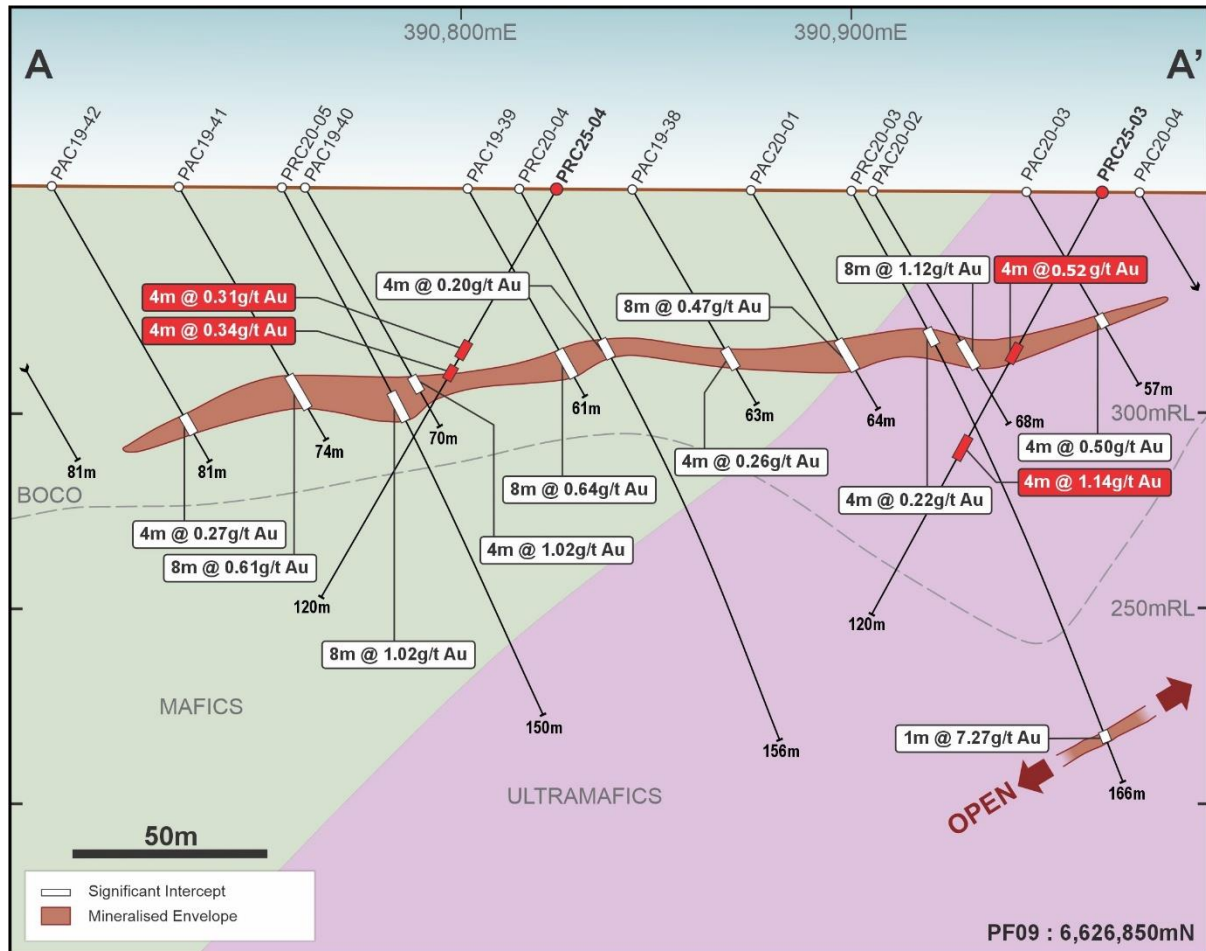 390,800mE
390,900mE
A
A'
PAC19-42
PAC19-41
PRC20-05
PAC19-40
PAC19-39
PRC20-04
PRC25-04
PAC19-38
PAC20-01
PRC20-03
PAC20-02
PAC20-03
PRC25-03
PAC20-04
8m @ 1.12g/t Au
4m @0.52 g/t Au
4m @ 0.31g/t Au
4m @ 0.20g/t Au
8m @ 0.47g/t Au
4m @ 0.34g/t Au
57m
61m
63m
64m
300mRL
68m
70m
74m
4m @ 0.50g/t Au
81m
81m
4m @ 0.26g/t Au
4m @ 1.14g/t Au
BOCO
8m @ 0.64g/t Au
4m @ 0.22g/t Au
4m @ 0.27g/t Au
4m @ 1.02g/t Au
8m @ 0.61g/t Au
120m
250mRL
120m
8m @ 1.02g/t Au
MAFICS
150m
1m @ 7.27g/t Au
156m
ULTRAMAFICS
166m
OPEN
50m
Significant Intercept
Mineralised Envelope
PF09 : 6,626,850mN